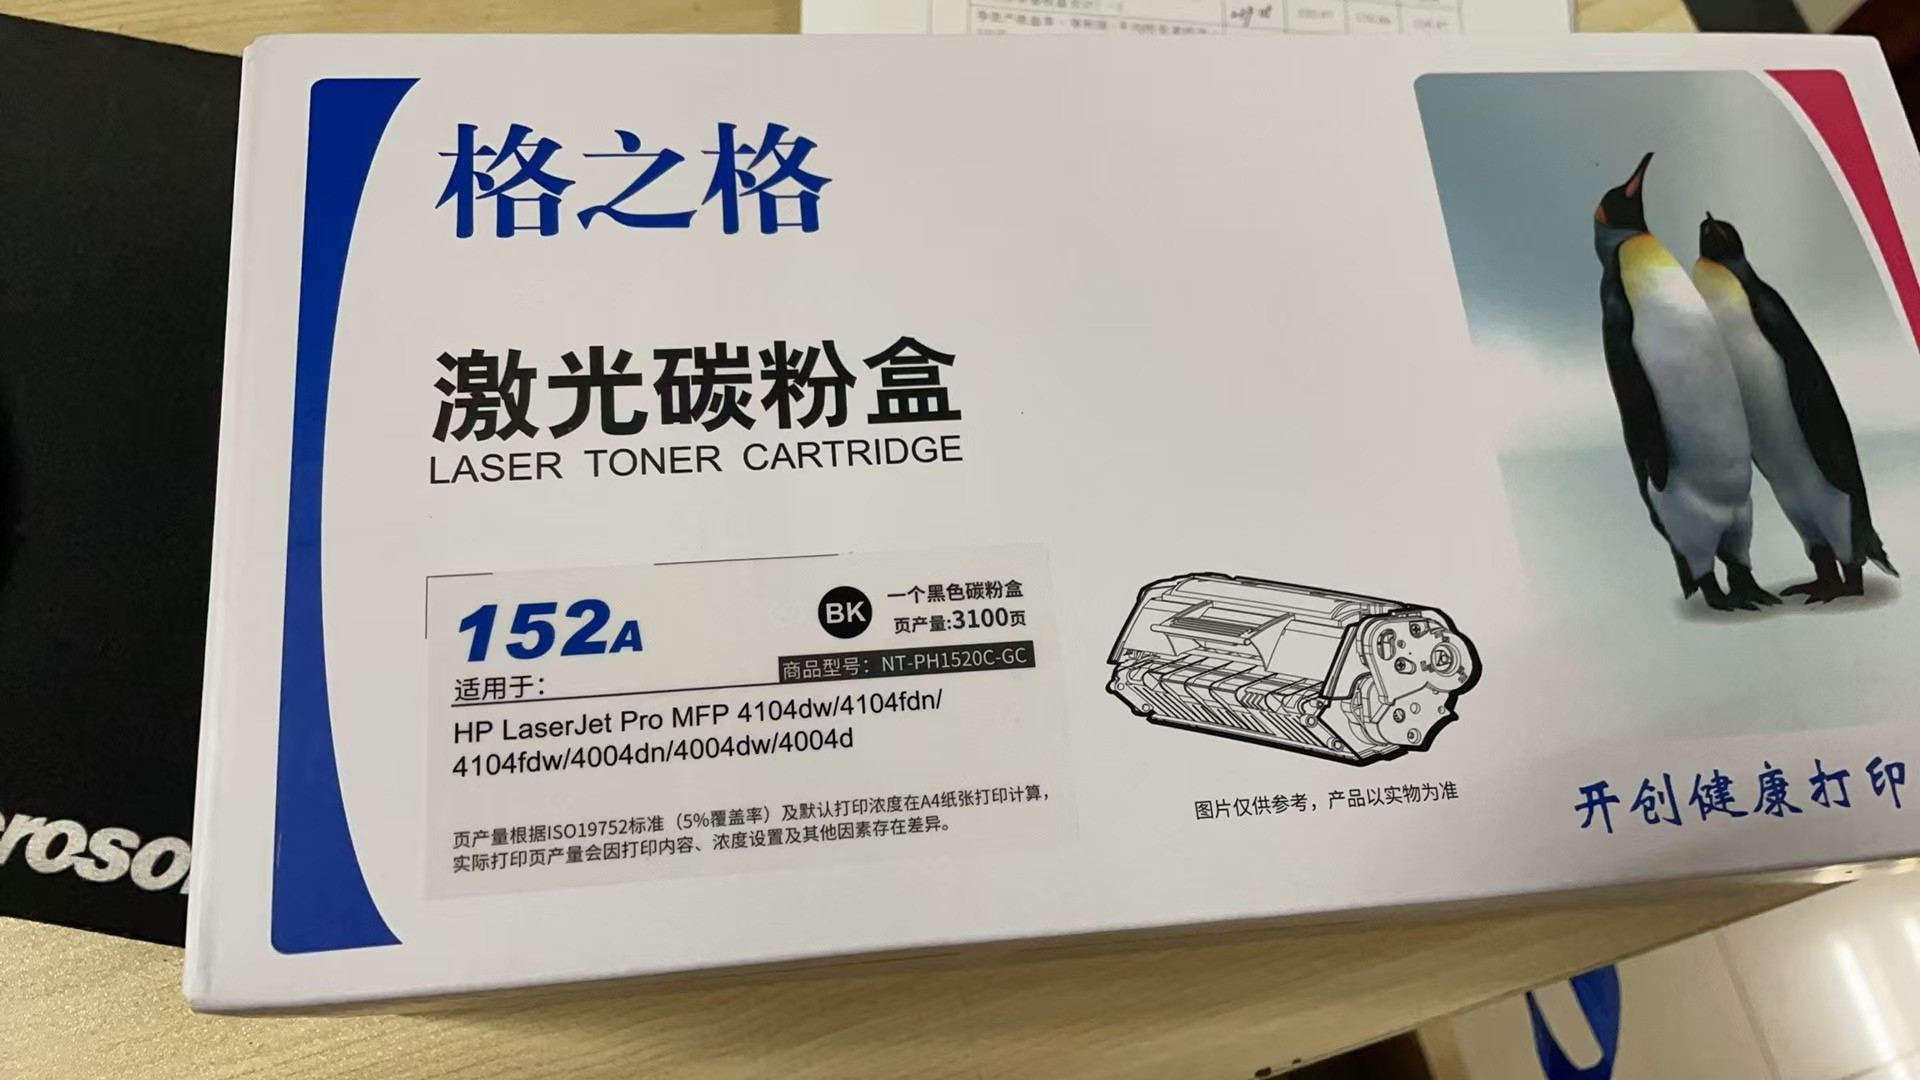 格之格
激光碳粉盒
LASER TONER CARTRIDGE
152A
BK
一个黑色碳粉盒
页产量:3100页
商品型号：NT-PH1520C-GC
适用于：
HP LaserJet Pro MFP 4104dw/4104fdn/
4104fdw/4004dn/4004dw/4004d
页产量根据ISO19752标准（5%覆盖率）及默认打印浓度在A4纸张打印计算，
实际打印页产量会因打印内容、浓度设置及其他因素存在差异。
图片仅供参考，产品以实物为准
开创健康打印
roso